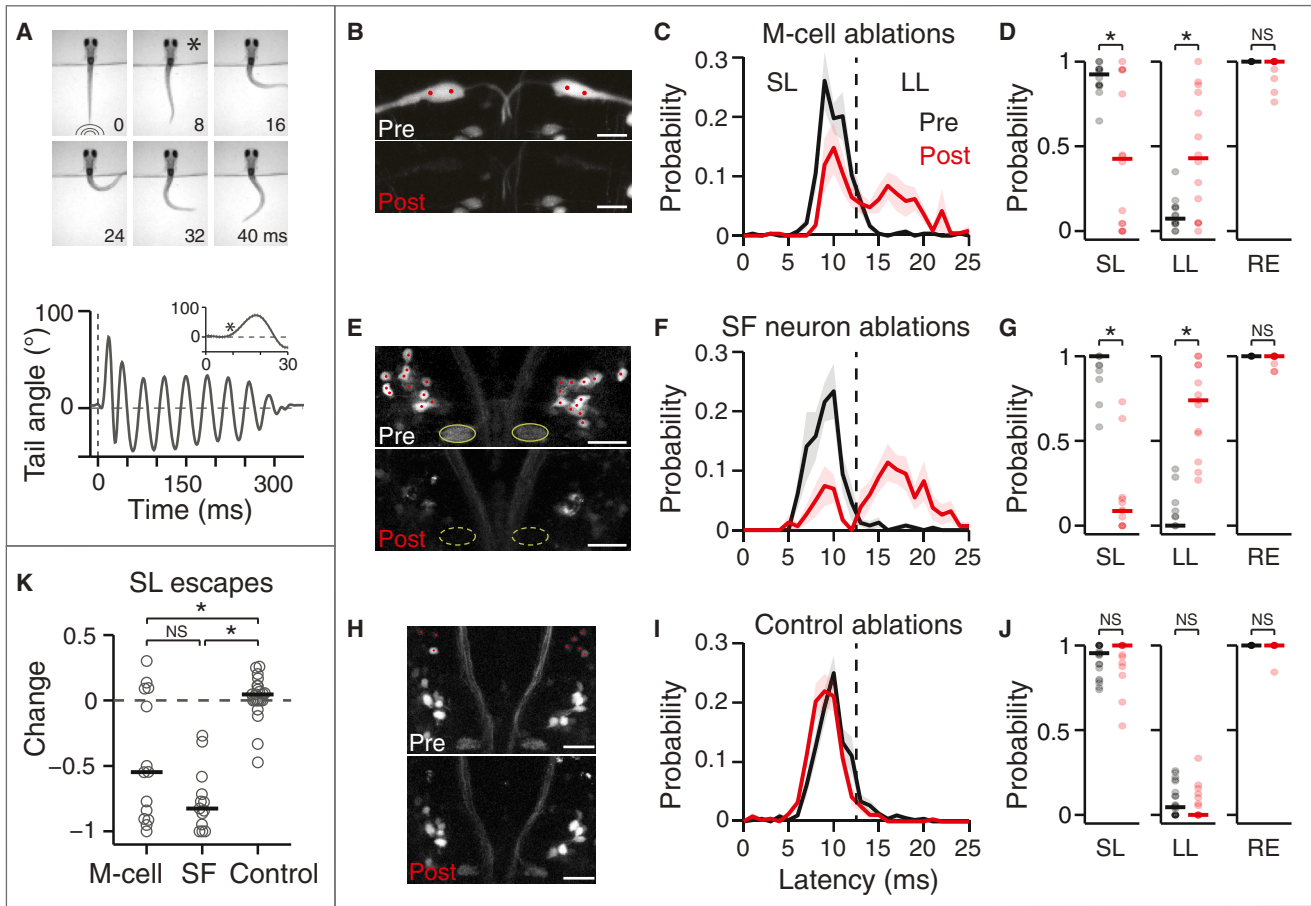 A
*
0
8
16
24
32
40 ms
100
0
Tail angle (°)
100
0
*
0
30
0
150
300
Time (ms)
B
Pre
Post
C
M-cell ablations
SL
LL
Pre
Post
Probability
0.3
0.2
0.1
0
0 5 10 15 20 25
D
*
*
NS
Probability
1
0.5
0
SL
LL
RE
E
Pre
Post
F
SF neuron ablations
Probability
0.3
0.2
0.1
0
0 5 10 15 20 25
G
*
*
NS
Probability
1
0.5
0
SL
LL
RE
H
Pre
Post
I
Control ablations
Probability
0.3
0.2
0.1
0
0 5 10 15 20 25
Latency (ms)
J
NS
NS
NS
Probability
1
0.5
0
SL
LL
RE
K
SL escapes
*
NS
*
Change
0.5
0
−0.5
−1
M-cell
SF
Control